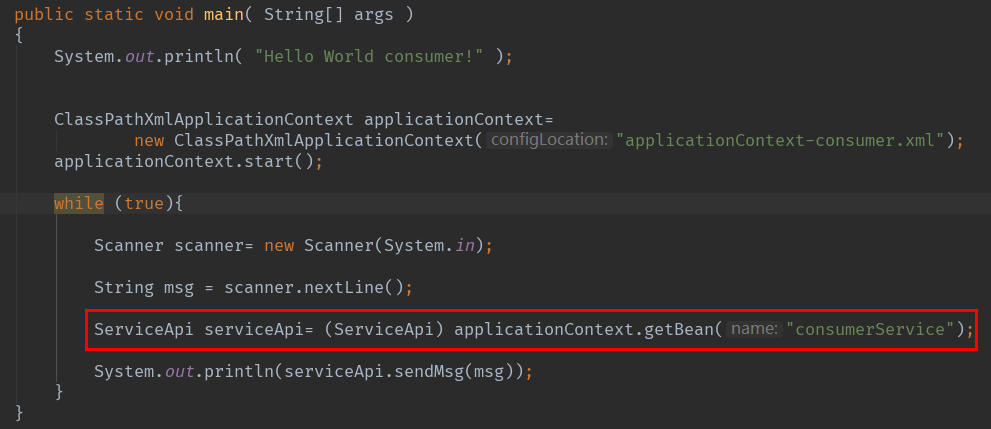 public static void main( String[] args )
{
System.out.println( "Hello World consumer!" );
ClassPathXmlApplicationContext applicationContext=
new ClassPathXmlApplicationContext( configLocation: "applicationContext-consumer.xml");
applicationContext.start();
while (true){
Scanner scanner= new Scanner(System.in);
String msg = scanner.nextLine();
ServiceApi serviceApi= (ServiceApi) applicationContext.getBean( name: "consumerService");
System.out.println(serviceApi.sendMsg(msg));
}
}